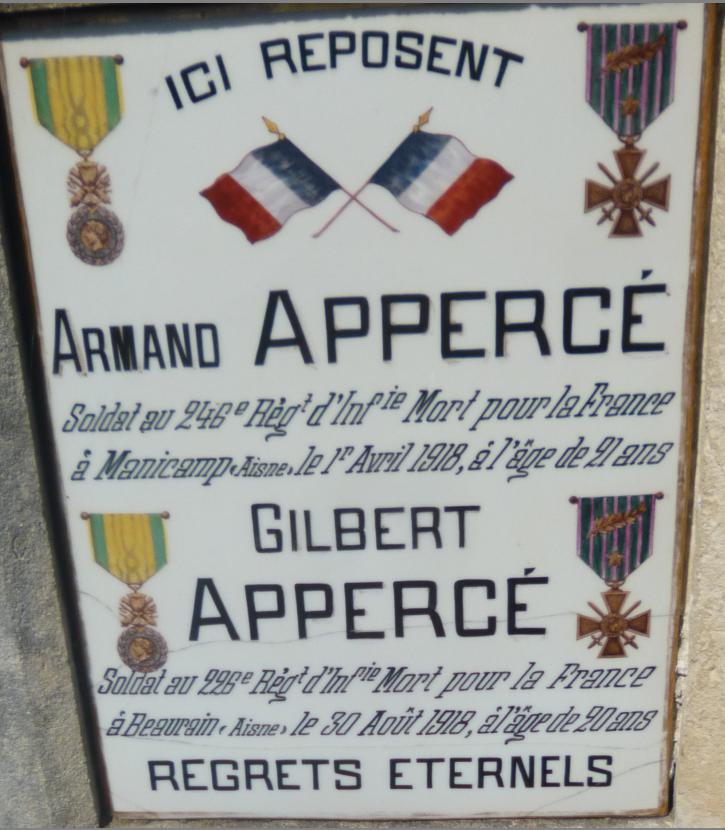 ICI REPOSENT
ARMAND APPERCÉ
Soldat au 246e Régt d'Infie Mort pour la France
à Manicamp (Aisne) le 1r Avril 1918, à l'âge de 21 ans
GILBERT
APPERCÉ
Soldat au 226e Régt d'Infie Mort pour la France
à Beaurain (Aisne) le 30 Août 1918, à l'âge de 20 ans
REGRETS ETERNELS